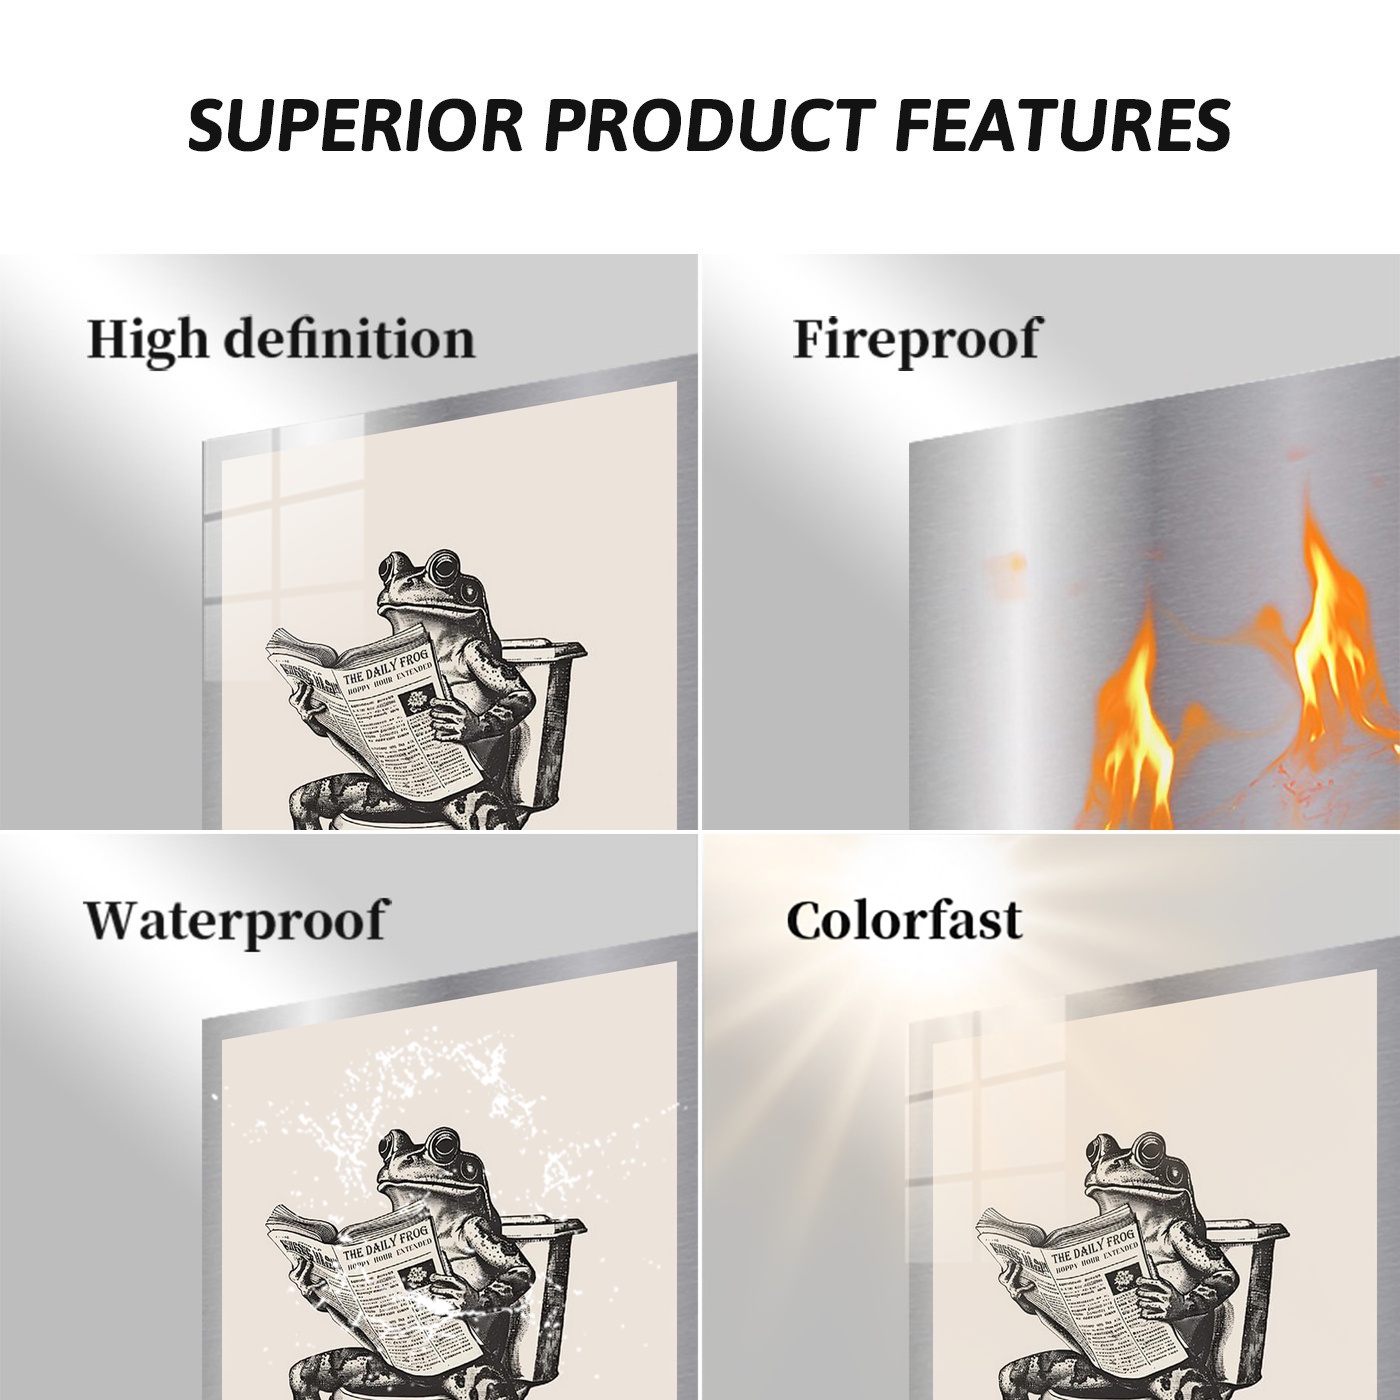 SUPERIOR PRODUCT FEATURES
High definition
Fireproof
THE DAILY FROG
HOPPY HOUR EXTENDED
Waterproof
Colorfast
THE DAILY FROG
HOPPY HOUR EXTENDED
THE DAILY FROG
HOPPY HOUR EXTENDED